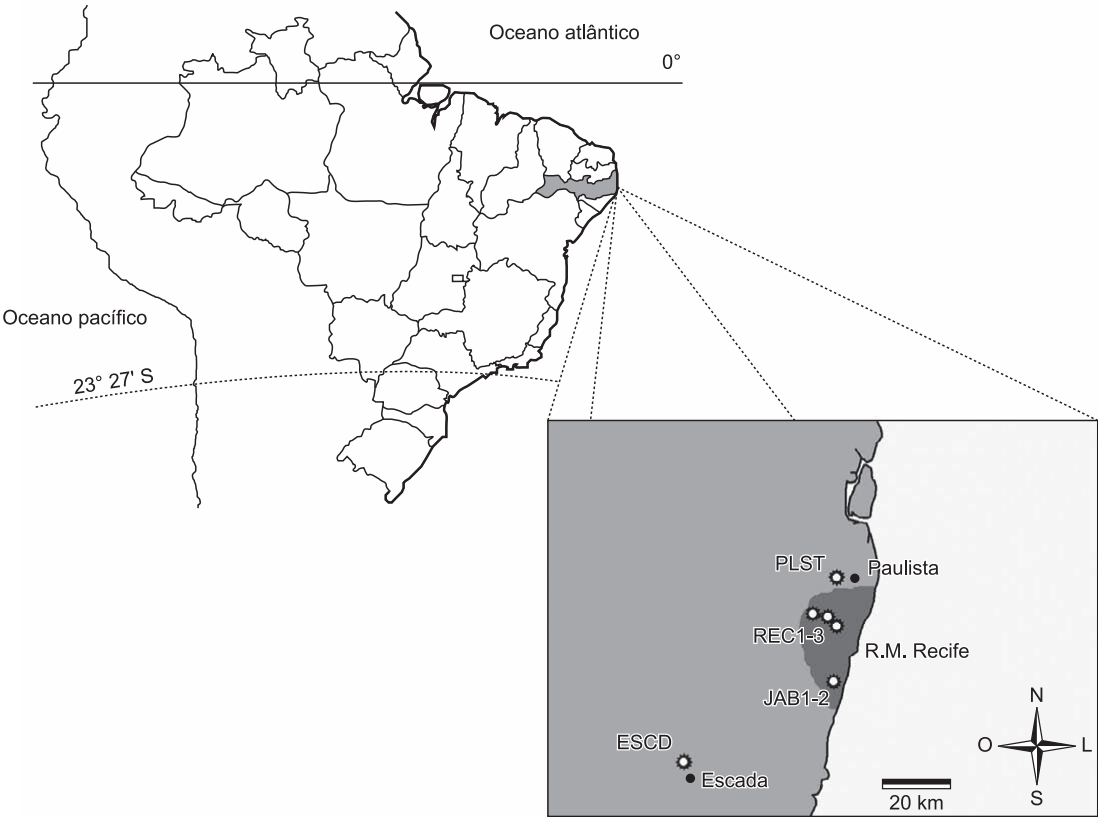 Oceano atlântico
0°
Oceano pacífico
23° 27' S
PLST
Paulista
REC1-3
R.M. Recife
JAB1-2
N
ESCD
O
L
Escada
20 km
S